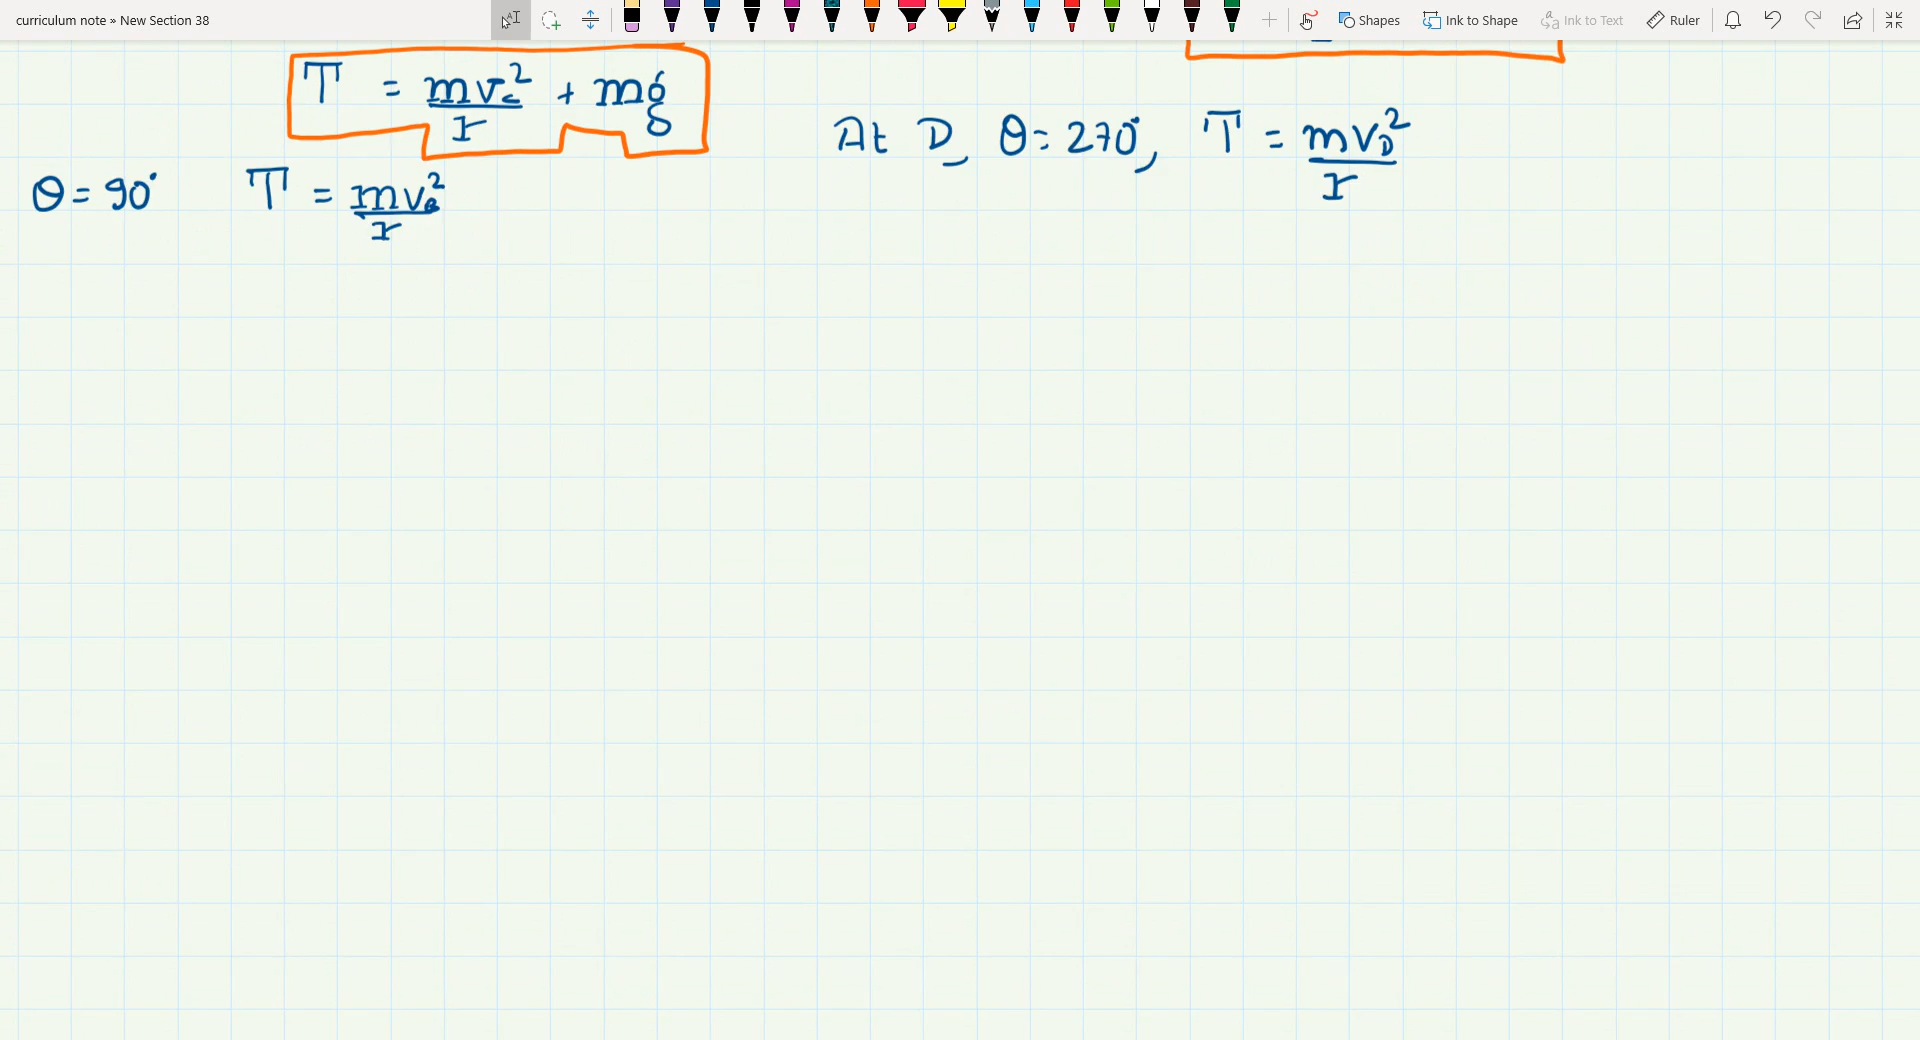 curriculum note » New Section 38
Shapes
Ink to Shape
Ink to Text
Ruler
T = mv_c²/r + mg
At D, θ = 270°, T = mv_D²/r
θ = 90° T = mv²/r